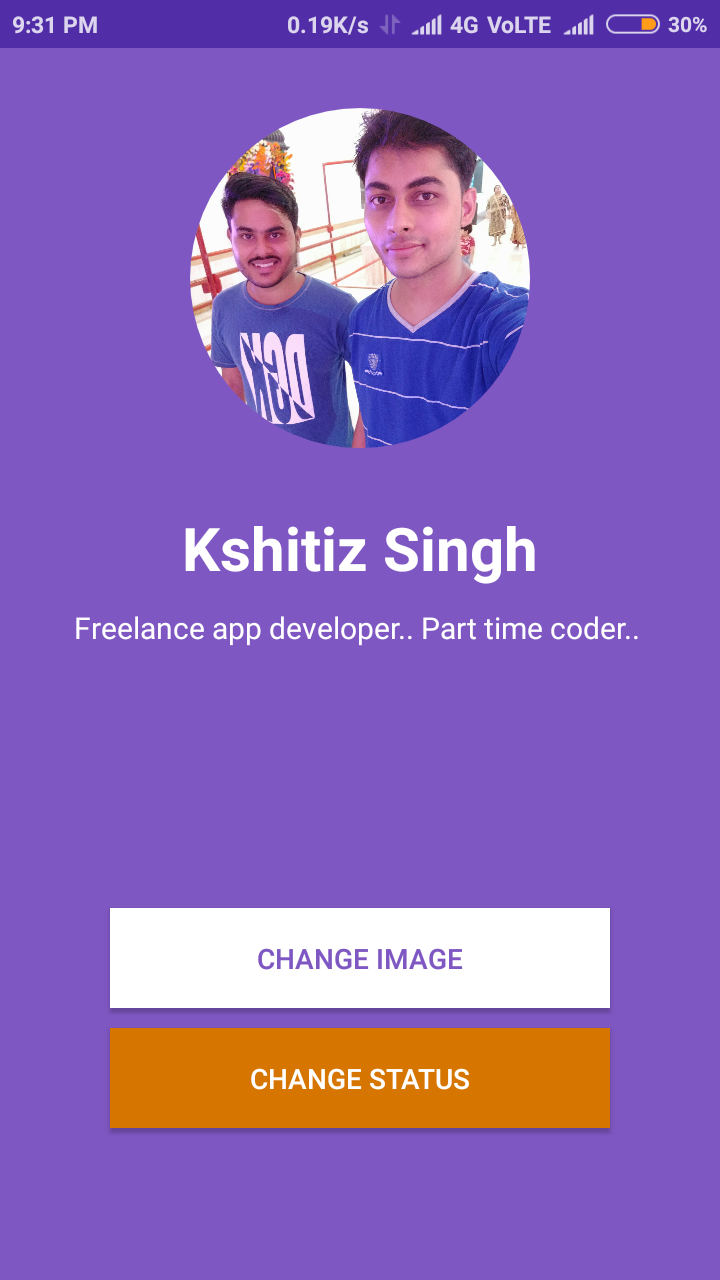 9:31 PM 0.19K/s 4G VoLTE 30%
Kshitiz Singh
Freelance app developer.. Part time coder..
CHANGE IMAGE
CHANGE STATUS